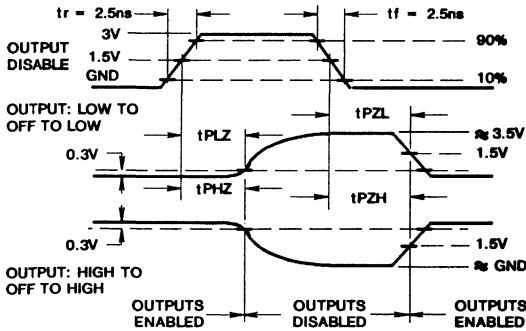 tr = 2.5ns
tf = 2.5ns
OUTPUT
DISABLE
3V
1.5V
GND
90%
10%
OUTPUT: LOW TO
OFF TO LOW
tPLZ
tPZL
≈ 3.5V
1.5V
0.3V
tPHZ
tPZH
0.3V
1.5V
≈ GND
OUTPUT: HIGH TO
OFF TO HIGH
OUTPUTS
ENABLED
OUTPUTS
DISABLED
OUTPUTS
ENABLED